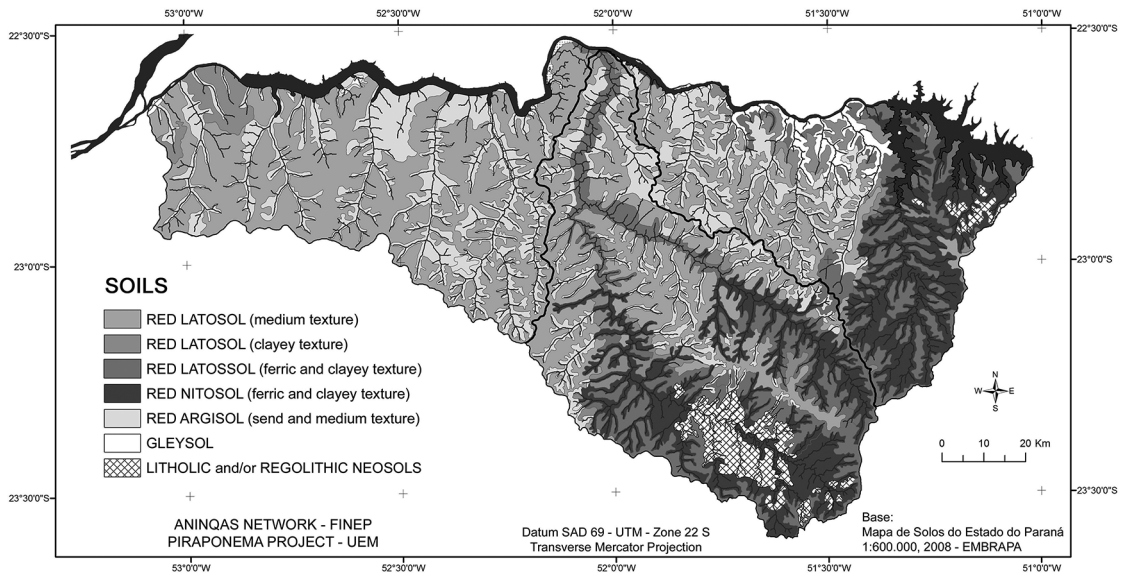 53°0'0"W 52°30'0"W 52°0'0"W 51°30'0"W 51°0'0"W
22°30'0"S 22°30'0"S
23°0'0"S 23°0'0"S
SOILS
RED LATOSOL (medium texture)
RED LATOSOL (clayey texture)
RED LATOSSOL (ferric and clayey texture)
RED NITOSOL (ferric and clayey texture)
RED ARGISOL (send and medium texture)
GLEYSOL
LITHOLIC and/or REGOLITHIC NEOSOLS
N
W E
S
0 10 20 Km
23°30'0"S 23°30'0"S
ANINQAS NETWORK - FINEP
PIRAPONEMA PROJECT - UEM
Datum SAD 69 - UTM - Zone 22 S
Transverse Mercator Projection
Base:
Mapa de Solos do Estado do Paraná
1:600.000, 2008 - EMBRAPA
53°0'0"W 52°30'0"W 52°0'0"W 51°30'0"W 51°0'0"W